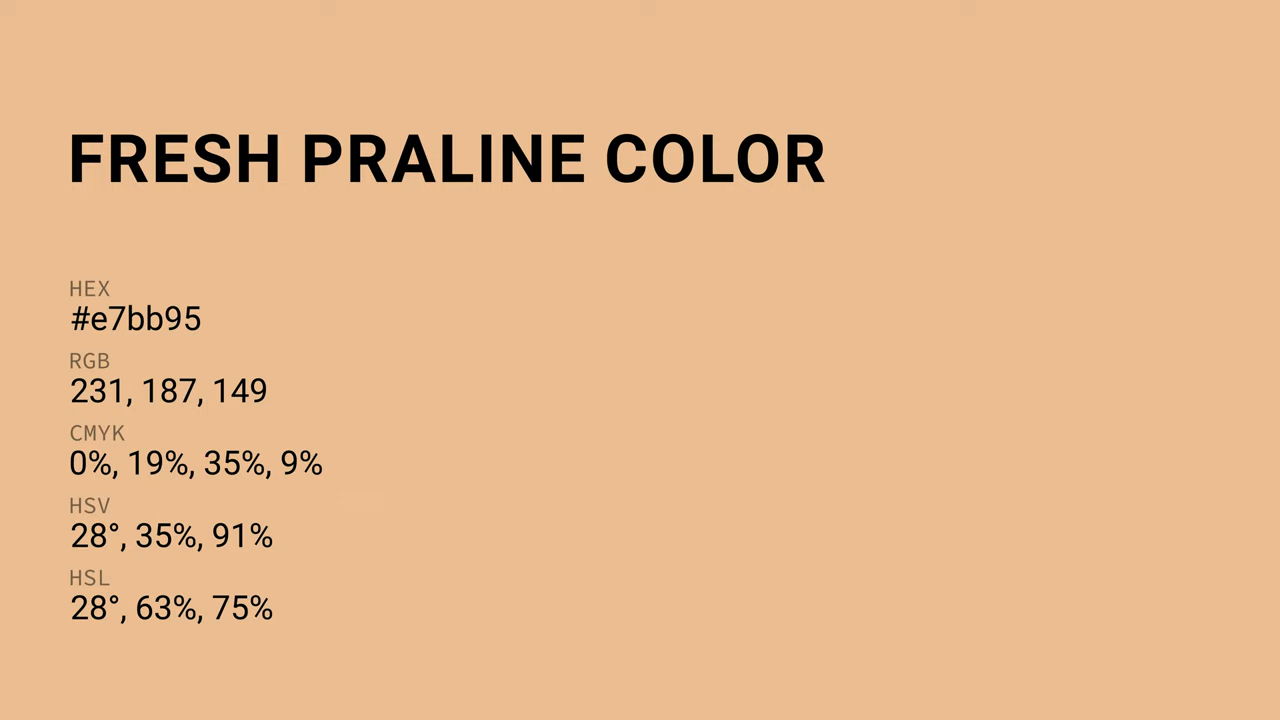 FRESH PRALINE COLOR
HEX
#e7bb95
RGB
231, 187, 149
CMYK
0%, 19%, 35%, 9%
HSV
28°, 35%, 91%
HSL
28°, 63%, 75%